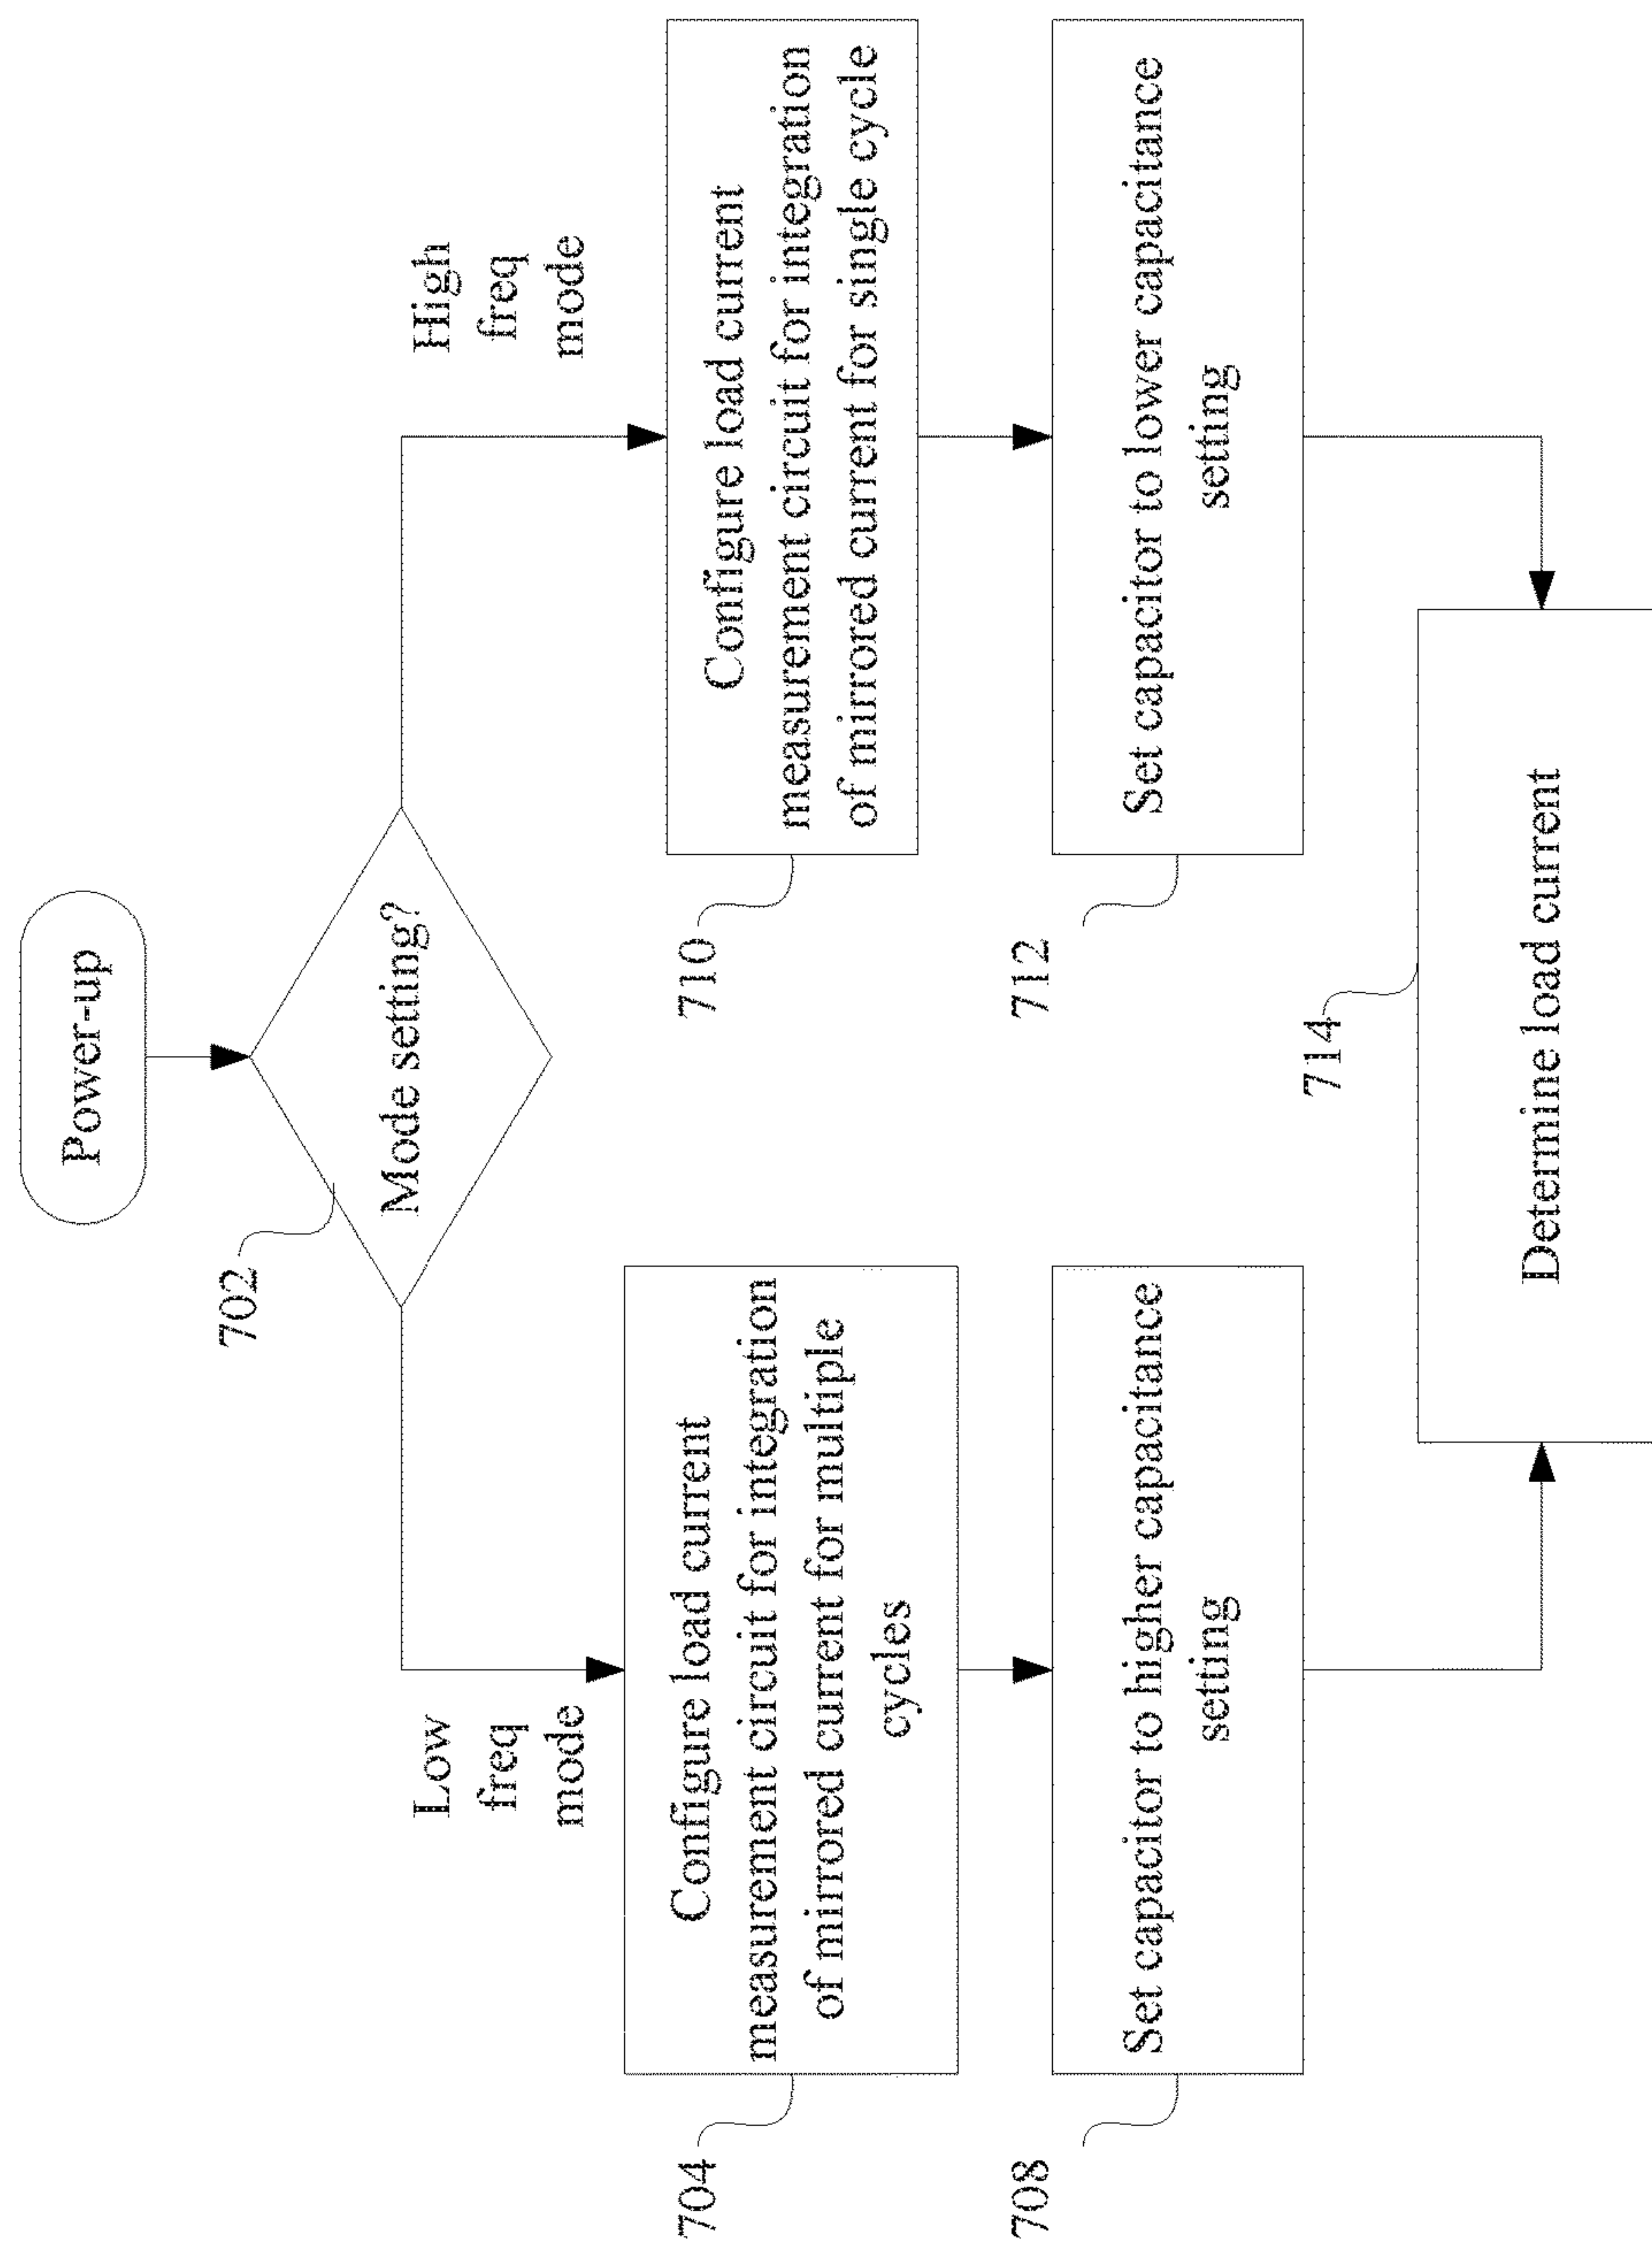 Power-up
702
Mode setting?
Low
freq
mode
High
freq
mode
704
Configure load current
measurement circuit for integration
of mirrored current for multiple
cycles
710
Configure load current
measurement circuit for integration
of mirrored current for single cycle
708
Set capacitor to higher capacitance
setting
712
Set capacitor to lower capacitance
setting
714
Determine load current